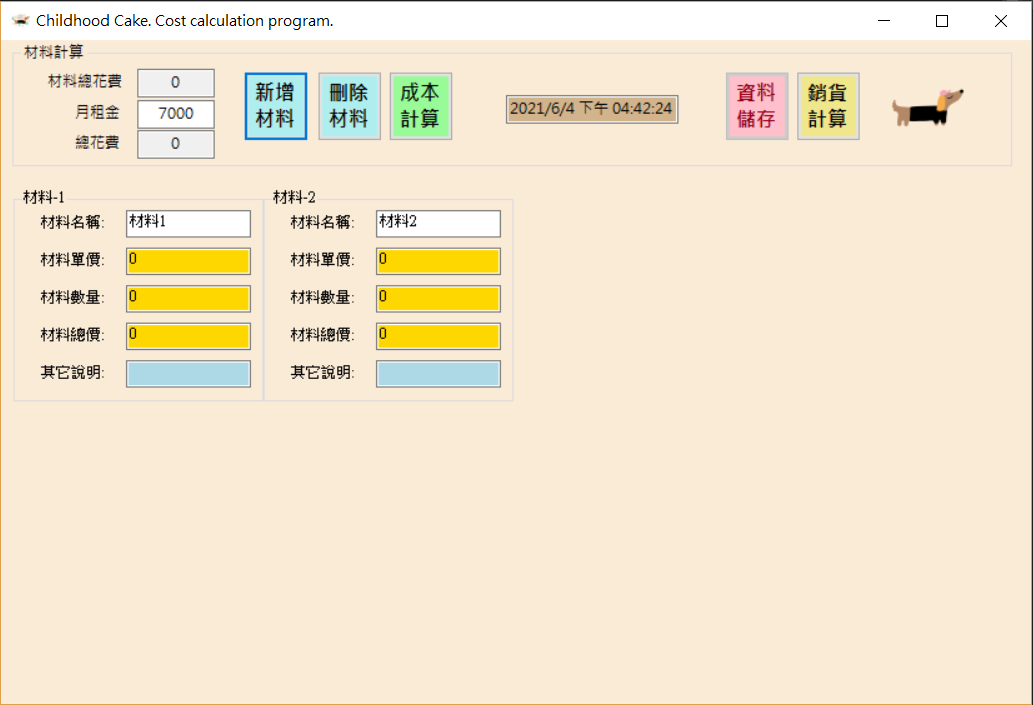 Childhood Cake. Cost calculation program.
材料計算
材料總花費 0
月租金 7000
總花費 0
新增
材料
刪除
材料
成本
計算
2021/6/4 下午 04:42:24
資料
儲存
銷貨
計算
材料-1
材料名稱: 材料1
材料單價: 0
材料數量: 0
材料總價: 0
其它說明:
材料-2
材料名稱: 材料2
材料單價: 0
材料數量: 0
材料總價: 0
其它說明: